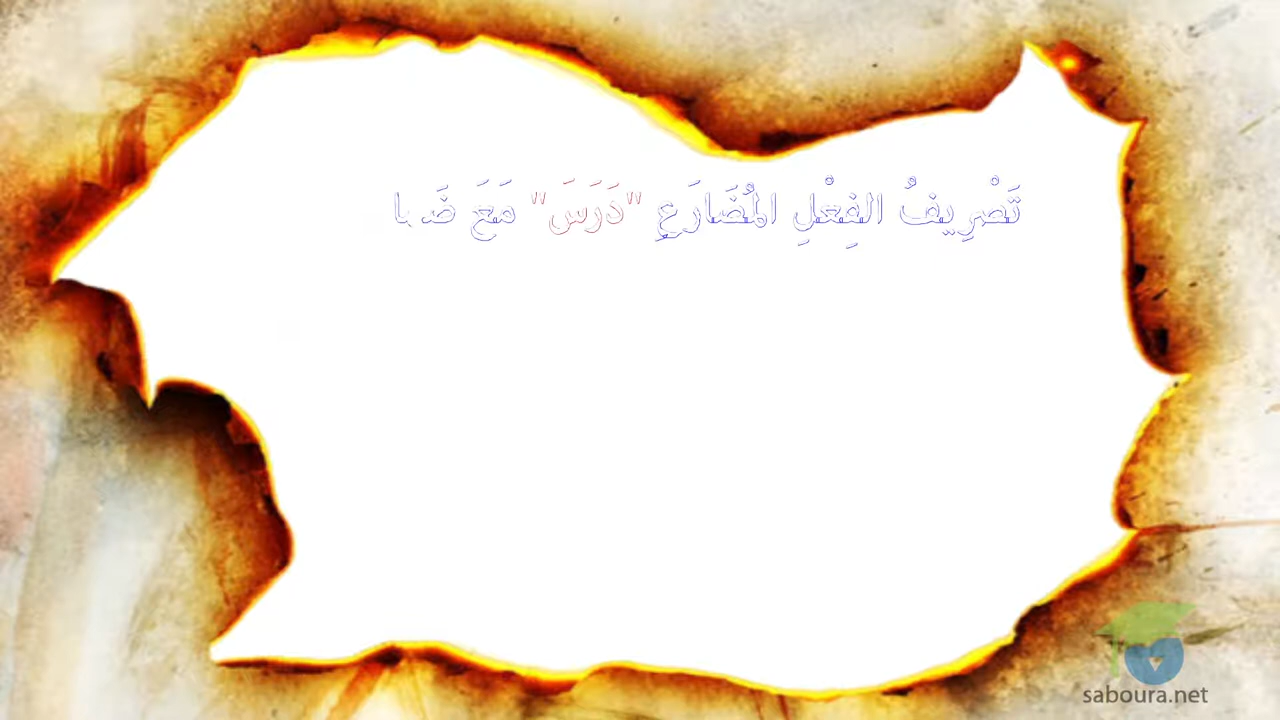 تَصْرِيفُ الفِعْلِ المُضَارَعِ "دَرَسَ" مَعَ
saboura.net